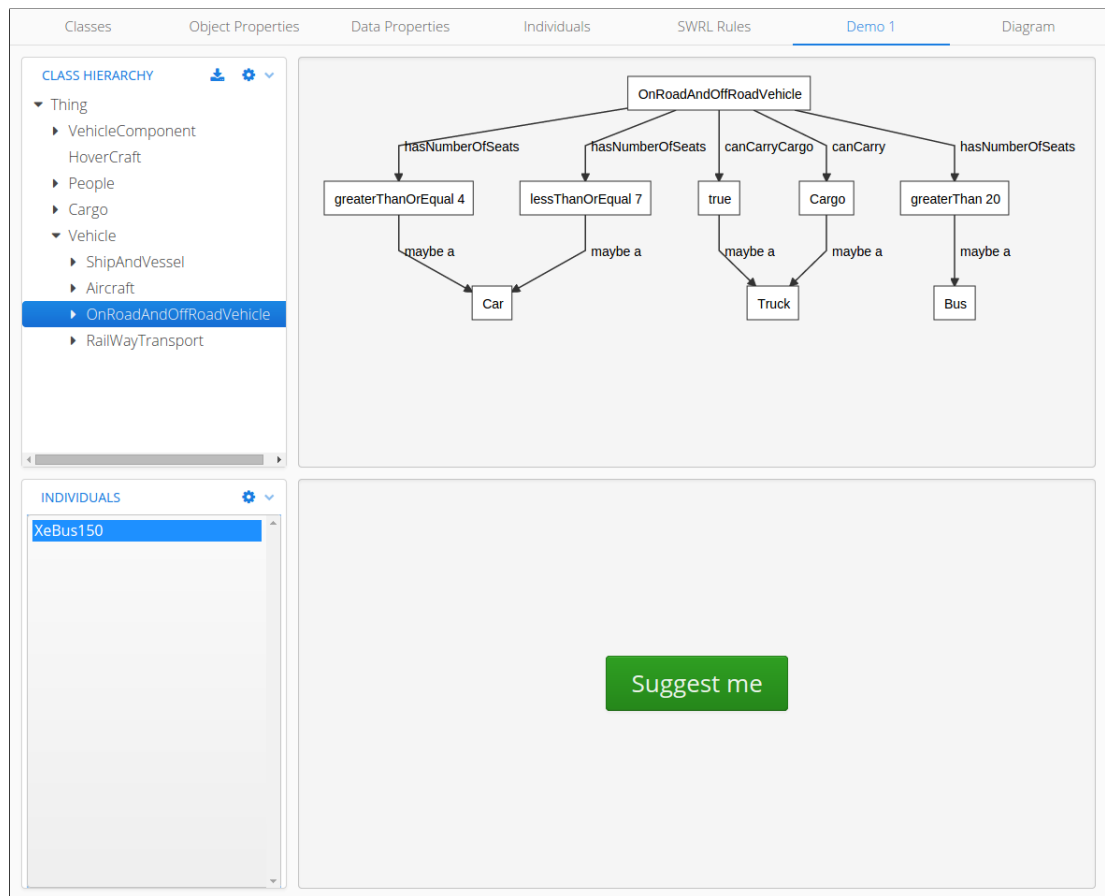 Classes Object Properties Data Properties Individuals SWRL Rules Demo 1 Diagram
CLASS HIERARCHY
Thing
VehicleComponent
HoverCraft
People
Cargo
Vehicle
ShipAndVessel
Aircraft
OnRoadAndOffRoadVehicle
RailWayTransport
OnRoadAndOffRoadVehicle
hasNumberOfSeats hasNumberOfSeats canCarryCargo canCarry hasNumberOfSeats
greaterThanOrEqual 4 lessThanOrEqual 7 true Cargo greaterThan 20
maybe a maybe a maybe a maybe a maybe a
Car Truck Bus
INDIVIDUALS
XeBus150
Suggest me